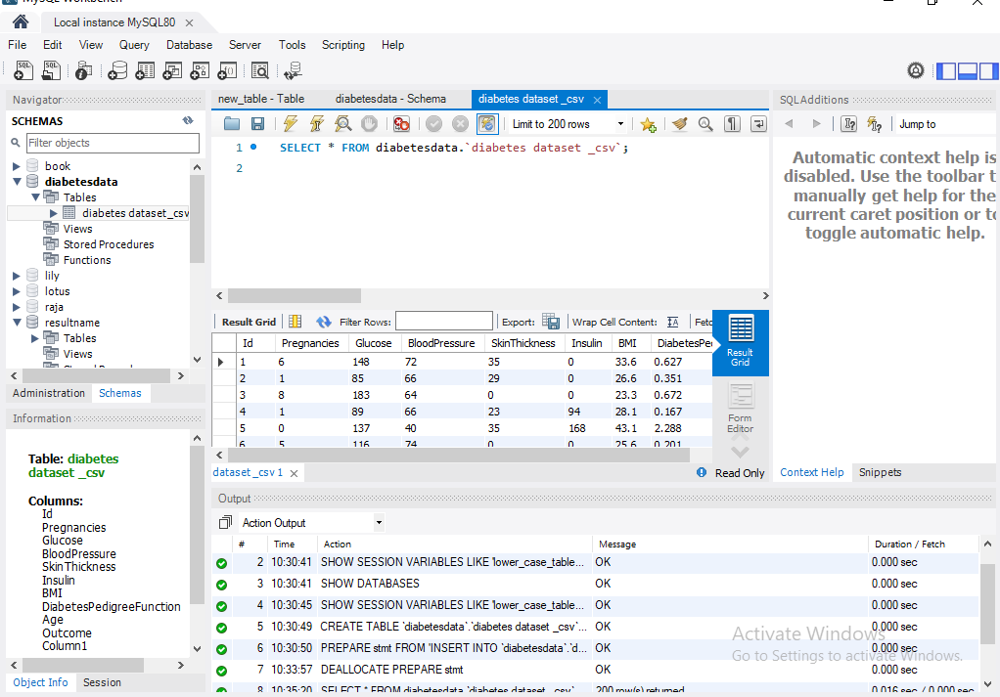 MySQL Workbench
Local instance MySQL80
File Edit View Query Database Server Tools Scripting Help
Navigator
SCHEMAS
Filter objects
book
diabetesdata
Tables
diabetes dataset_csv
Views
Stored Procedures
Functions
lily
lotus
raja
resultname
Tables
Views
Administration Schemas
Information
Table: diabetes
dataset _csv
Columns:
Id
Pregnancies
Glucose
BloodPressure
SkinThickness
Insulin
BMI
DiabetesPedigreeFunction
Age
Outcome
Column1
Object Info Session
new_table - Table diabetesdata - Schema diabetes dataset _csv
Limit to 200 rows
1 SELECT * FROM diabetesdata.`diabetes dataset _csv`;
2
Result Grid Filter Rows: Export: Wrap Cell Content: Fetc
Id Pregnancies Glucose BloodPressure SkinThickness Insulin BMI DiabetesPe
1 6 148 72 35 0 33.6 0.627
2 1 85 66 29 0 26.6 0.351
3 8 183 64 0 0 23.3 0.672
4 1 89 66 23 94 28.1 0.167
5 0 137 40 35 168 43.1 2.288
6 5 116 74 0 0 25.6 0.201
Result
Grid
Form
Editor
dataset _csv 1 Read Only
SQLAdditions
Jump to
Automatic context help is
disabled. Use the toolbar t
manually get help for the
current caret position or to
toggle automatic help.
Context Help Snippets
Output
Action Output
# Time Action Message Duration / Fetch
2 10:30:41 SHOW SESSION VARIABLES LIKE 'lower_case_table... OK 0.000 sec
3 10:30:41 SHOW DATABASES OK 0.000 sec
4 10:30:45 SHOW SESSION VARIABLES LIKE 'lower_case_table... OK 0.000 sec
5 10:30:49 CREATE TABLE `diabetesdata`.`diabetes dataset _csv`... OK 0.000 sec
6 10:30:50 PREPARE stmt FROM 'INSERT INTO `diabetesdata`.`d... OK 0.000 sec
7 10:33:57 DEALLOCATE PREPARE stmt OK 0.000 sec
8 10:35:20 SELECT * FROM diabetesdata.`diabetes dataset _csv`... 200 row(s) returned 0.016 sec / 0.000 sec
Activate Windows
Go to Settings to activate Windows.